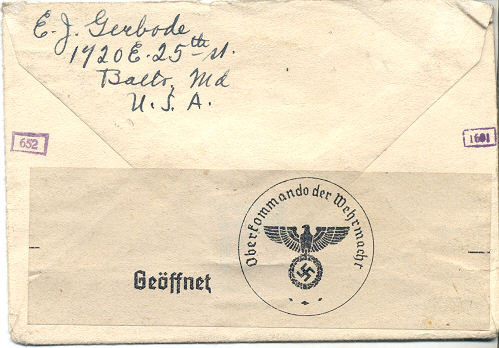 E. J. Gerbode
1720 E. 25th St.
Balto, Md
U. S. A.
652
1601
Oberkommando der Wehrmacht
Geöffnet